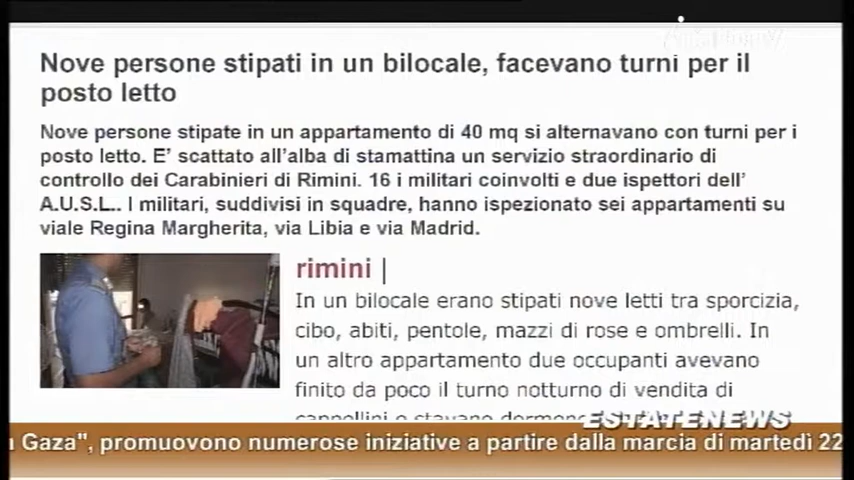 Nove persone stipati in un bilocale, facevano turni per il
posto letto
Nove persone stipate in un appartamento di 40 mq si alternavano con turni per i
posto letto. E' scattato all'alba di stamattina un servizio straordinario di
controllo dei Carabinieri di Rimini. 16 i militari coinvolti e due ispettori dell'
A.U.S.L.. I militari, suddivisi in squadre, hanno ispezionato sei appartamenti su
viale Regina Margherita, via Libia e via Madrid.
rimini |
In un bilocale erano stipati nove letti tra sporcizia,
cibo, abiti, pentole, mazzi di rose e ombrelli. In
un altro appartamento due occupanti avevano
finito da poco il turno notturno di vendita di
cappellini e stavano
ESTATENEWS
Gaza", promuovono numerose iniziative a partire dalla marcia di martedì 22